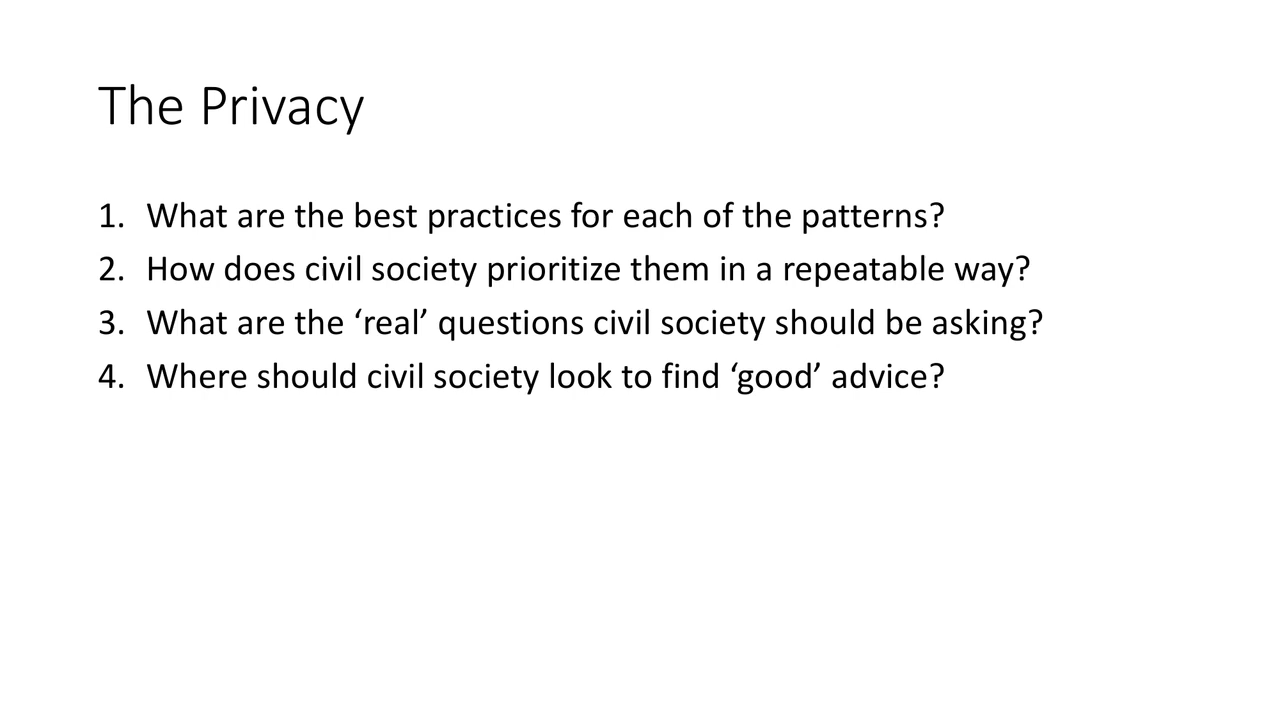 The Privacy
1. What are the best practices for each of the patterns?
2. How does civil society prioritize them in a repeatable way?
3. What are the ‘real’ questions civil society should be asking?
4. Where should civil society look to find ‘good’ advice?